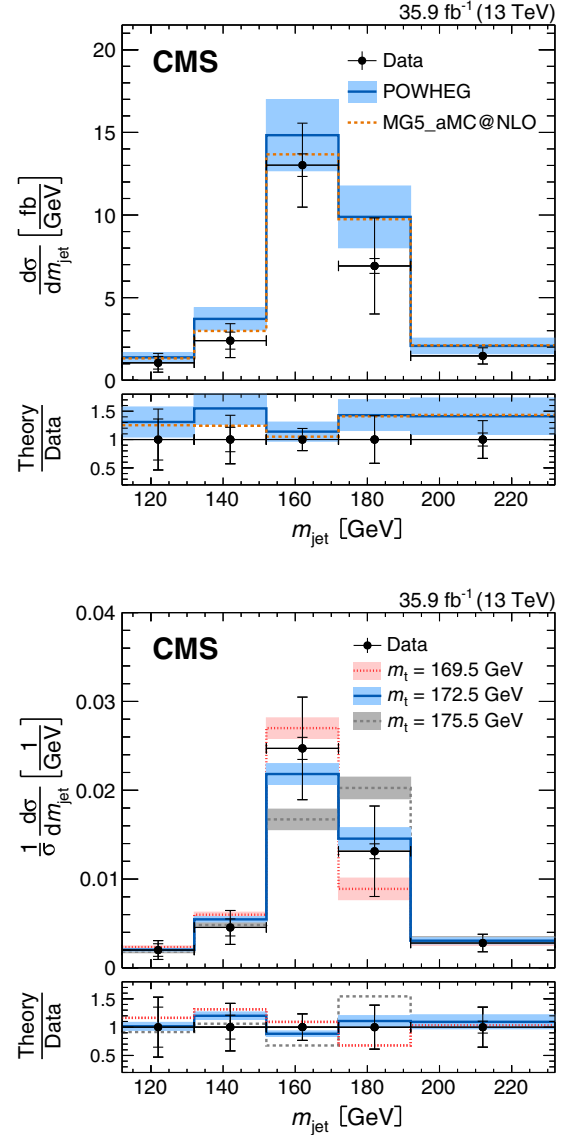 35.9 fb⁻¹ (13 TeV)
CMS
Data
POWHEG
MG5_aMC@NLO
dσ/dm_jet [fb/GeV]
20
15
10
5
0
Theory/Data
1.5
1
0.5
120 140 160 180 200 220
m_jet [GeV]
35.9 fb⁻¹ (13 TeV)
CMS
Data
m_t = 169.5 GeV
m_t = 172.5 GeV
m_t = 175.5 GeV
1/σ dσ/dm_jet [1/GeV]
0.04
0.03
0.02
0.01
0
Theory/Data
1.5
1
0.5
120 140 160 180 200 220
m_jet [GeV]